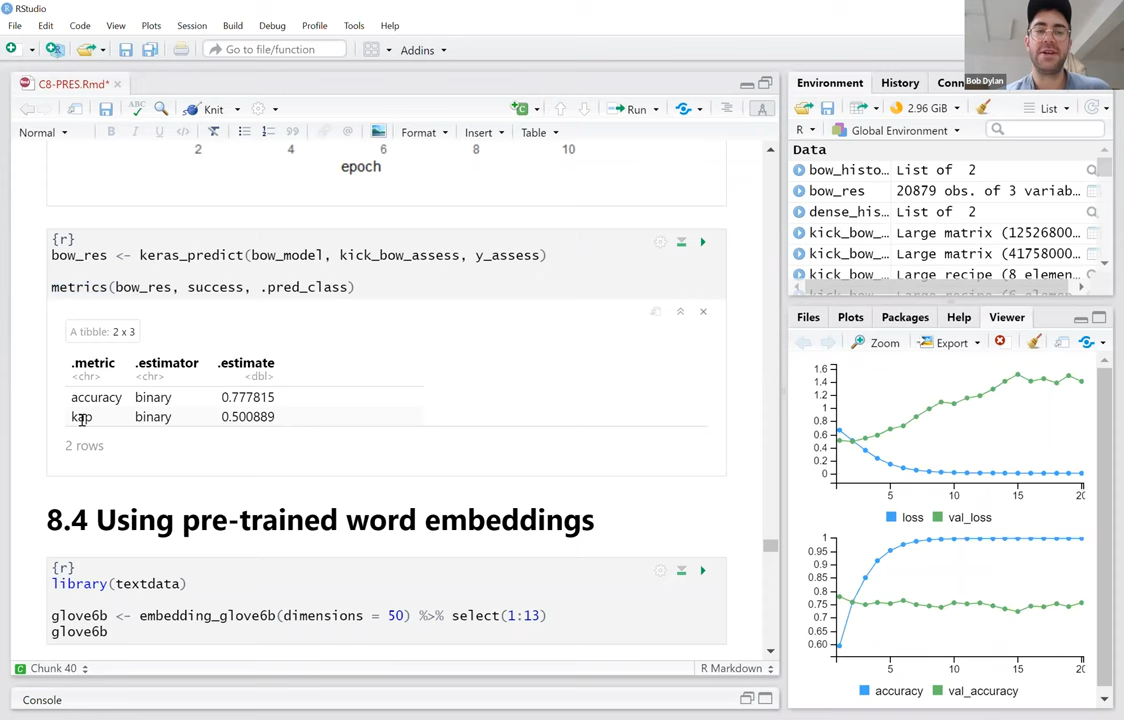 RStudio
File Edit Code View Plots Session Build Debug Profile Tools Help
Go to file/function Addins
Bob Dylan
C8-PRES.Rmd*
Knit Run
Normal B I U Format Insert Table
2 4 6 8 10
epoch
{r}
bow_res <- keras_predict(bow_model, kick_bow_assess, y_assess)
metrics(bow_res, success, .pred_class)
A tibble: 2 x 3
.metric .estimator .estimate
<chr> <chr> <dbl>
accuracy binary 0.777815
kap binary 0.500889
2 rows
8.4 Using pre-trained word embeddings
{r}
library(textdata)
glove6b <- embedding_glove6b(dimensions = 50) %>% select(1:13)
glove6b
Chunk 40 R Markdown
Console
Environment History Conn
2.96 GiB List
R Global Environment
Data
bow_histo… List of 2
bow_res 20879 obs. of 3 variab…
dense_his… List of 2
kick_bow_… Large matrix (12526800…
kick_bow_… Large matrix (41758000…
kick_bow_… Large recipe (8 elemen…
Files Plots Packages Help Viewer
Zoom Export
1.6
1.4
1.2
1
0.8
0.6
0.4
0.2
0
5 10 15 20
loss val_loss
1
0.95
0.9
0.85
0.8
0.75
0.7
0.65
0.60
5 10 15 20
accuracy val_accuracy